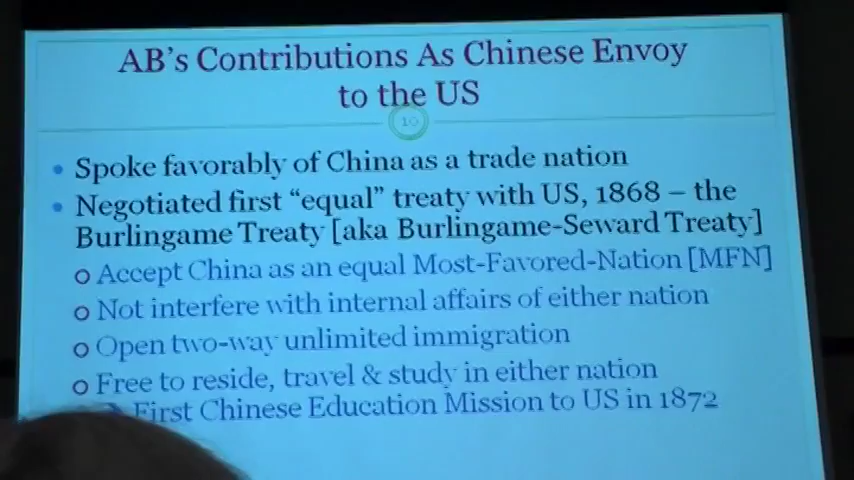 AB's Contributions As Chinese Envoy
to the US
10
• Spoke favorably of China as a trade nation
• Negotiated first “equal” treaty with US, 1868 – the
Burlingame Treaty [aka Burlingame-Seward Treaty]
o Accept China as an equal Most-Favored-Nation [MFN]
o Not interfere with internal affairs of either nation
o Open two-way unlimited immigration
o Free to reside, travel & study in either nation
First Chinese Education Mission to US in 1872